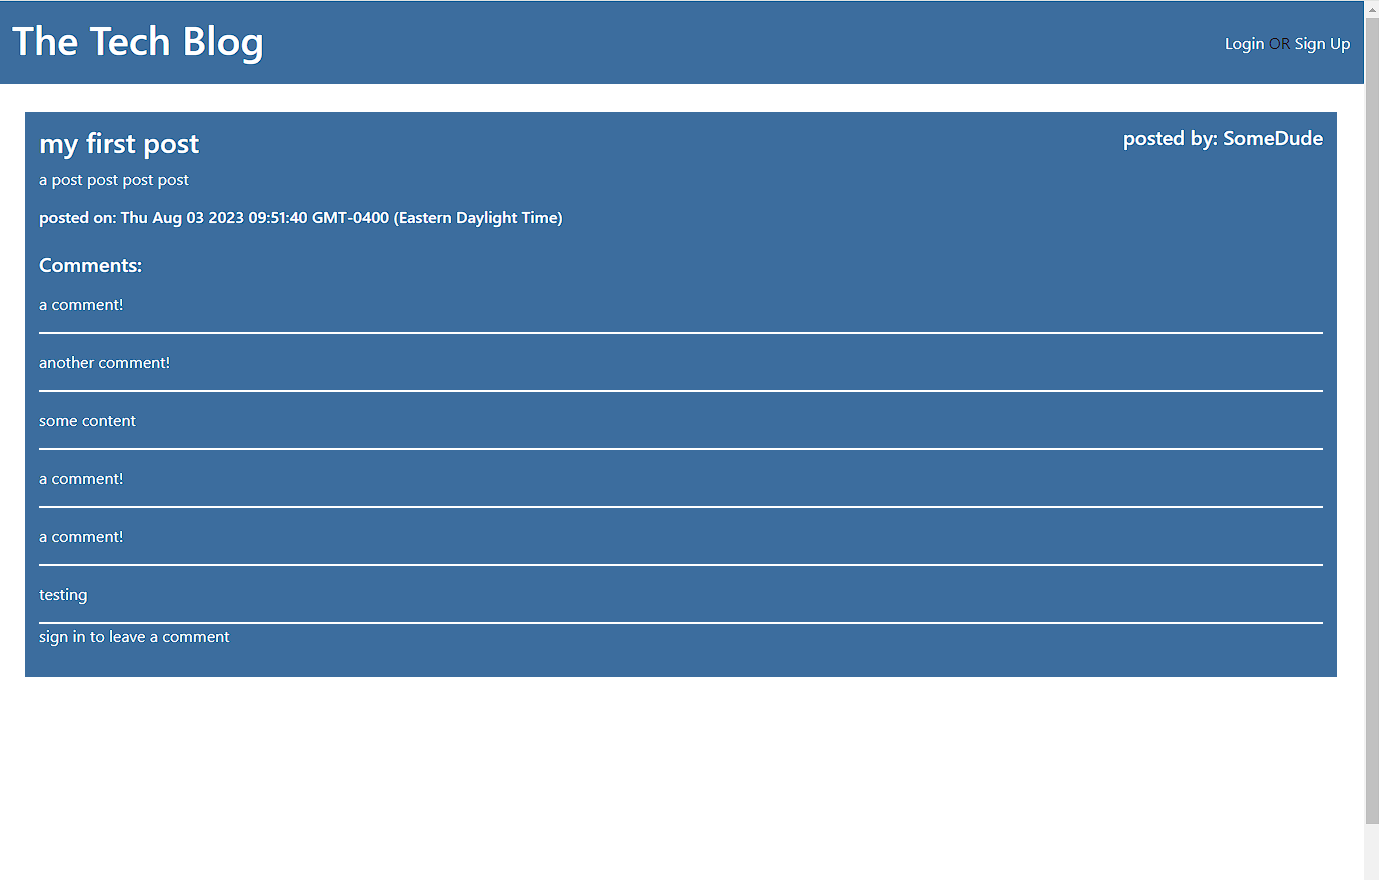 The Tech Blog
Login OR Sign Up
my first post
posted by: SomeDude
a post post post post
posted on: Thu Aug 03 2023 09:51:40 GMT-0400 (Eastern Daylight Time)
Comments:
a comment!
another comment!
some content
a comment!
a comment!
testing
sign in to leave a comment